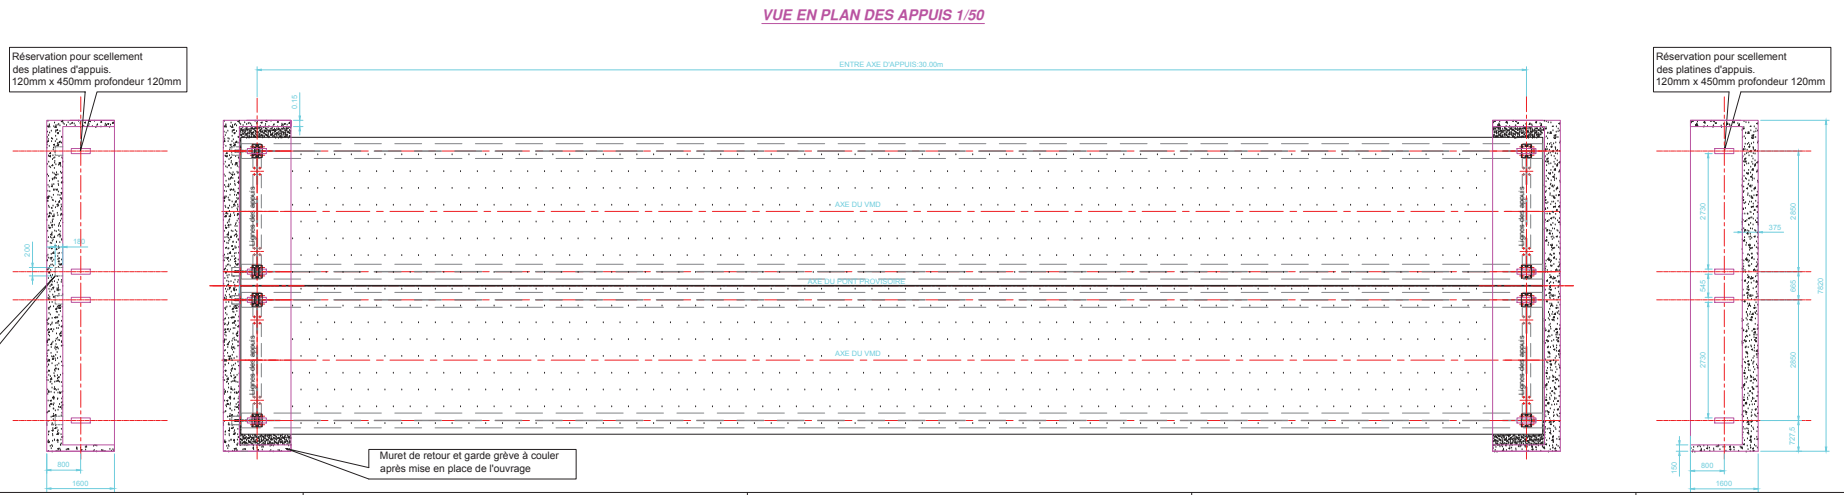 VUE EN PLAN DES APPUIS 1/50
Réservation pour scellement
des platines d'appuis.
120mm x 450mm profondeur 120mm
Réservation pour scellement
des platines d'appuis.
120mm x 450mm profondeur 120mm
ENTRE AXE D'APPUIS:30.00m
0.15
Lignes des appuis
AXE DU VMD
Lignes des appuis
2730
2850
200
180
375
AXE DU PONT PROVISOIRE
545
665
7820
Lignes des appuis
AXE DU VMD
Lignes des appuis
2730
2850
727.5
Muret de retour et garde grève à couler
après mise en place de l'ouvrage
800
1600
150
800
1600